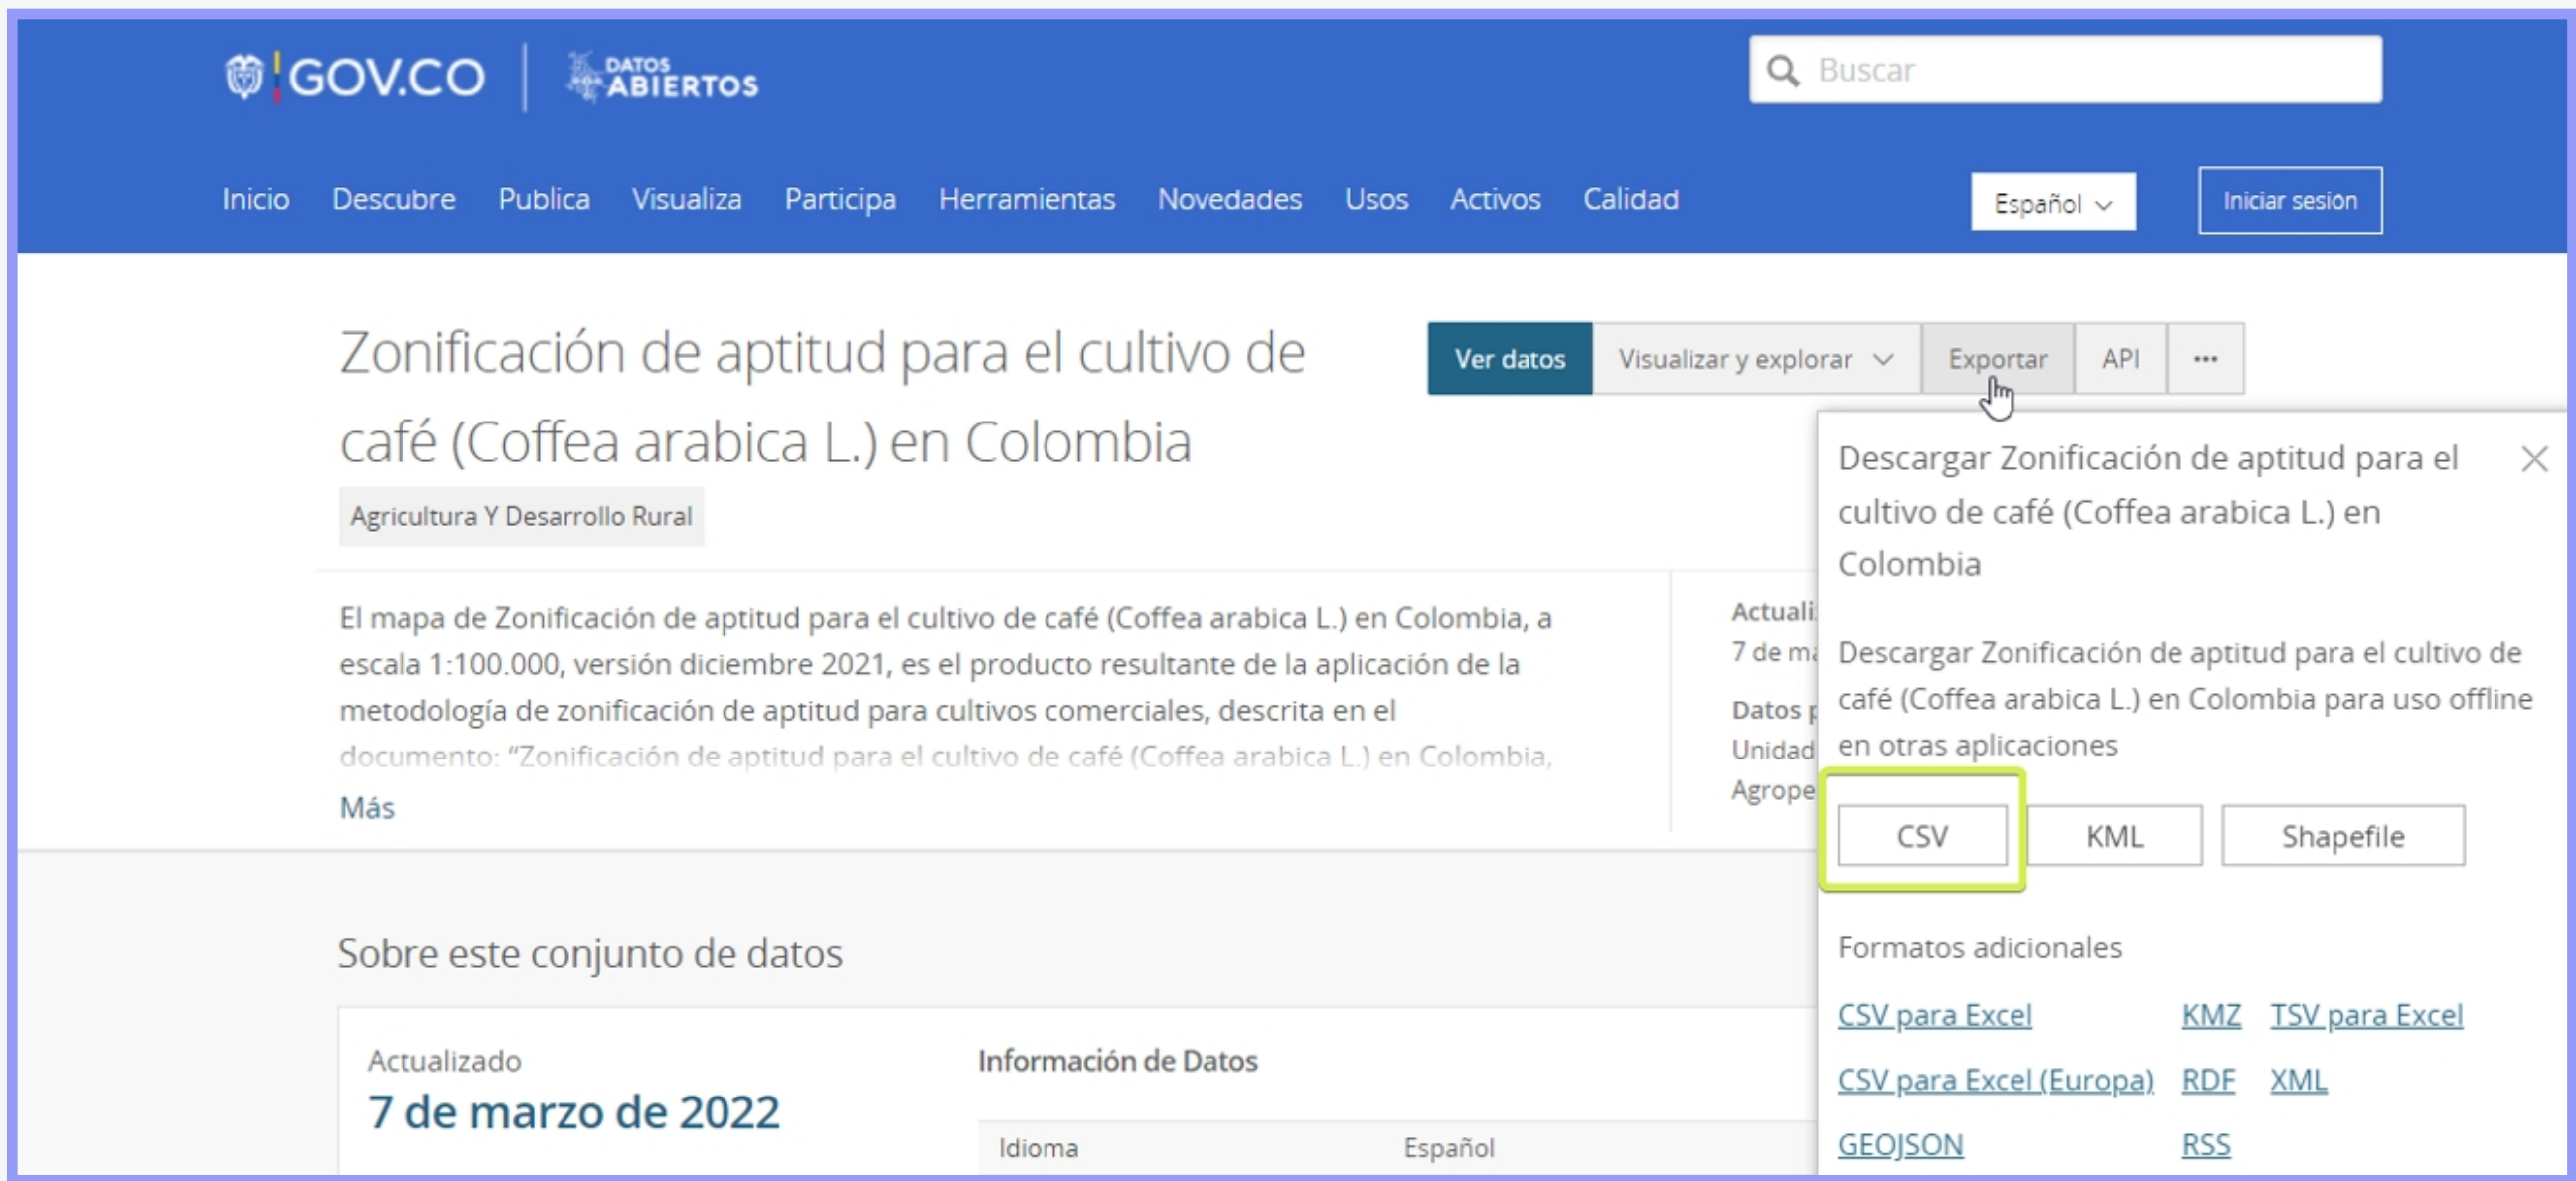 GOV.CO
DATOS
ABIERTOS
Buscar
Inicio Descubre Publica Visualiza Participa Herramientas Novedades Usos Activos Calidad
Español
Iniciar sesión
Zonificación de aptitud para el cultivo de
café (Coffea arabica L.) en Colombia
Agricultura Y Desarrollo Rural
Ver datos
Visualizar y explorar
Exportar
API
El mapa de Zonificación de aptitud para el cultivo de café (Coffea arabica L.) en Colombia, a
escala 1:100.000, versión diciembre 2021, es el producto resultante de la aplicación de la
metodología de zonificación de aptitud para cultivos comerciales, descrita en el
documento: “Zonificación de aptitud para el cultivo de café (Coffea arabica L.) en Colombia,
Más
Actuali
7 de ma
Datos p
Unidad
Agrope
Descargar Zonificación de aptitud para el
cultivo de café (Coffea arabica L.) en
Colombia
Descargar Zonificación de aptitud para el cultivo de
café (Coffea arabica L.) en Colombia para uso offline
en otras aplicaciones
CSV KML Shapefile
Formatos adicionales
CSV para Excel KMZ TSV para Excel
CSV para Excel (Europa) RDF XML
GEOJSON RSS
Sobre este conjunto de datos
Actualizado
7 de marzo de 2022
Información de Datos
Idioma Español